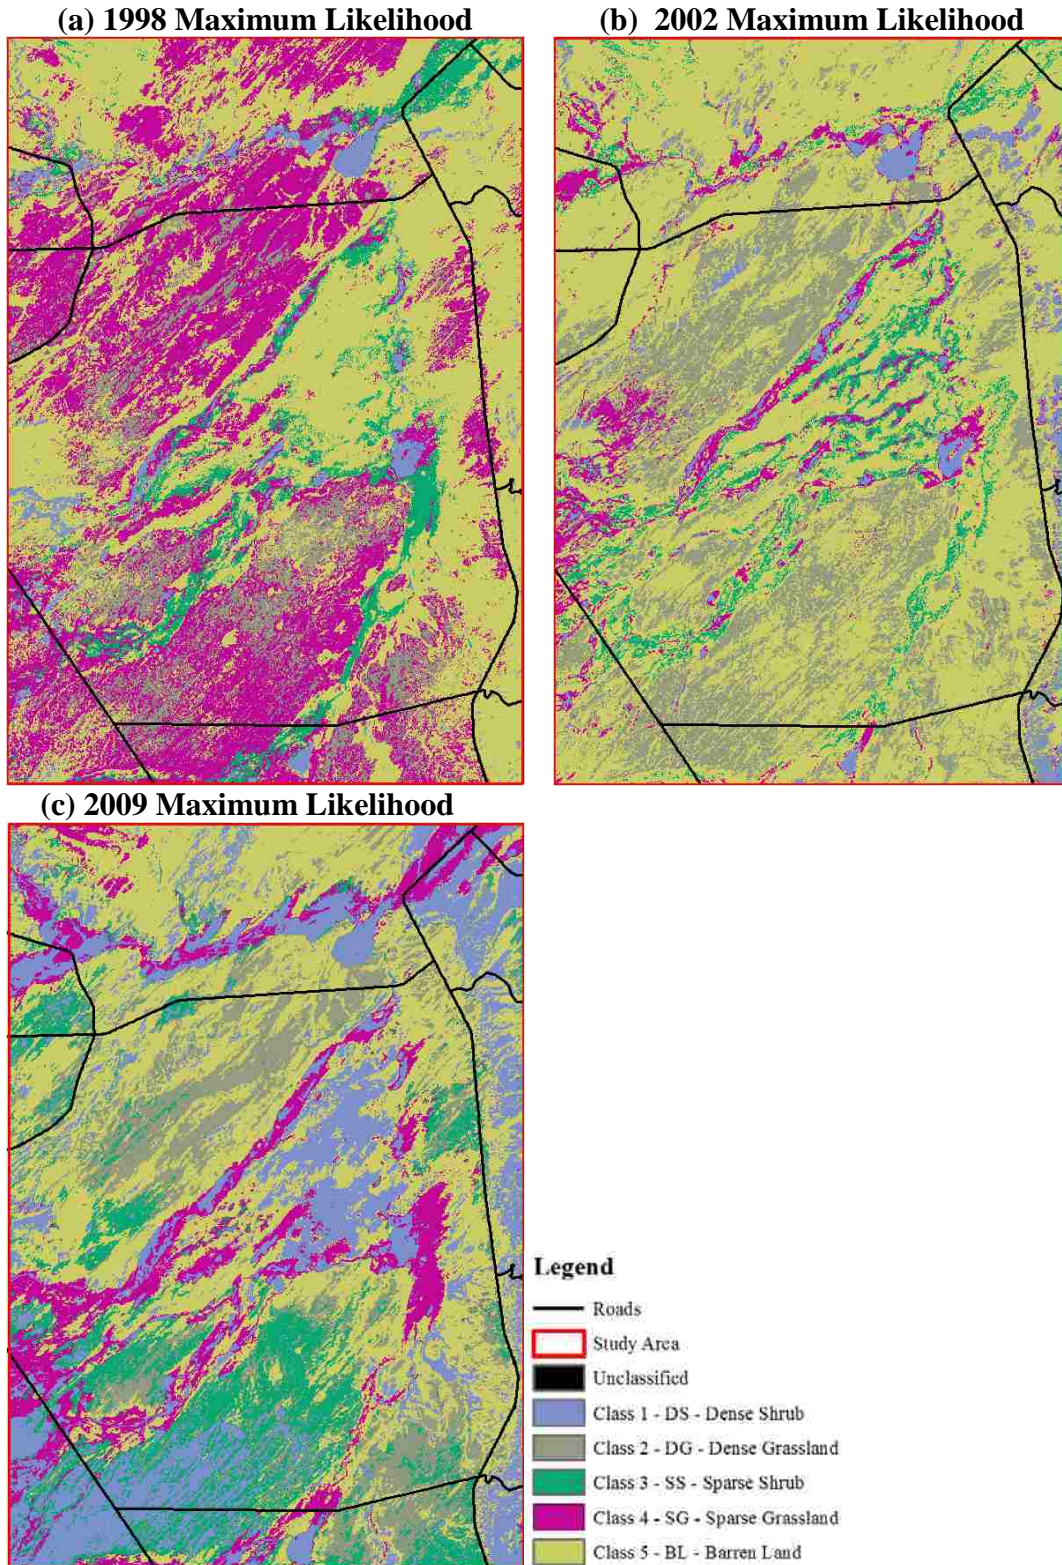 (a) 1998 Maximum Likelihood
(b) 2002 Maximum Likelihood
(c) 2009 Maximum Likelihood
Legend
Roads
Study Area
Unclassified
Class 1 - DS - Dense Shrub
Class 2 - DG - Dense Grassland
Class 3 - SS - Sparse Shrub
Class 4 - SG - Sparse Grassland
Class 5 - BL - Barren Land